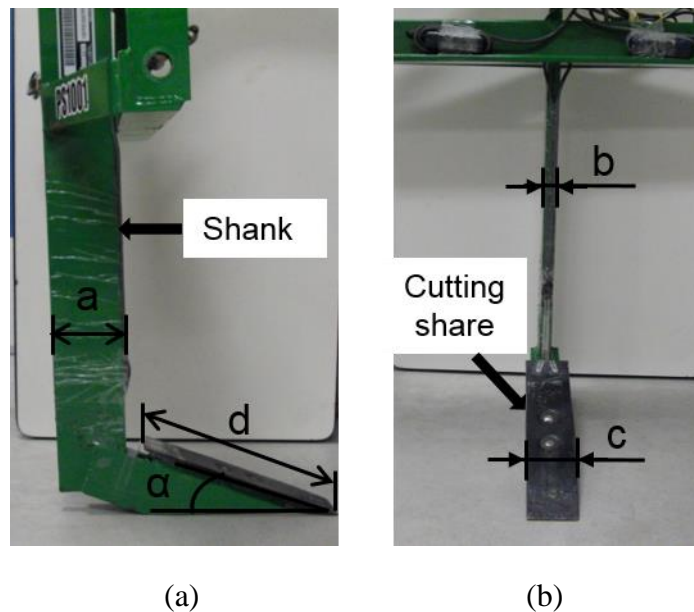 PS1001
Shank
a
d
α
b
Cutting
share
c
(a)
(b)